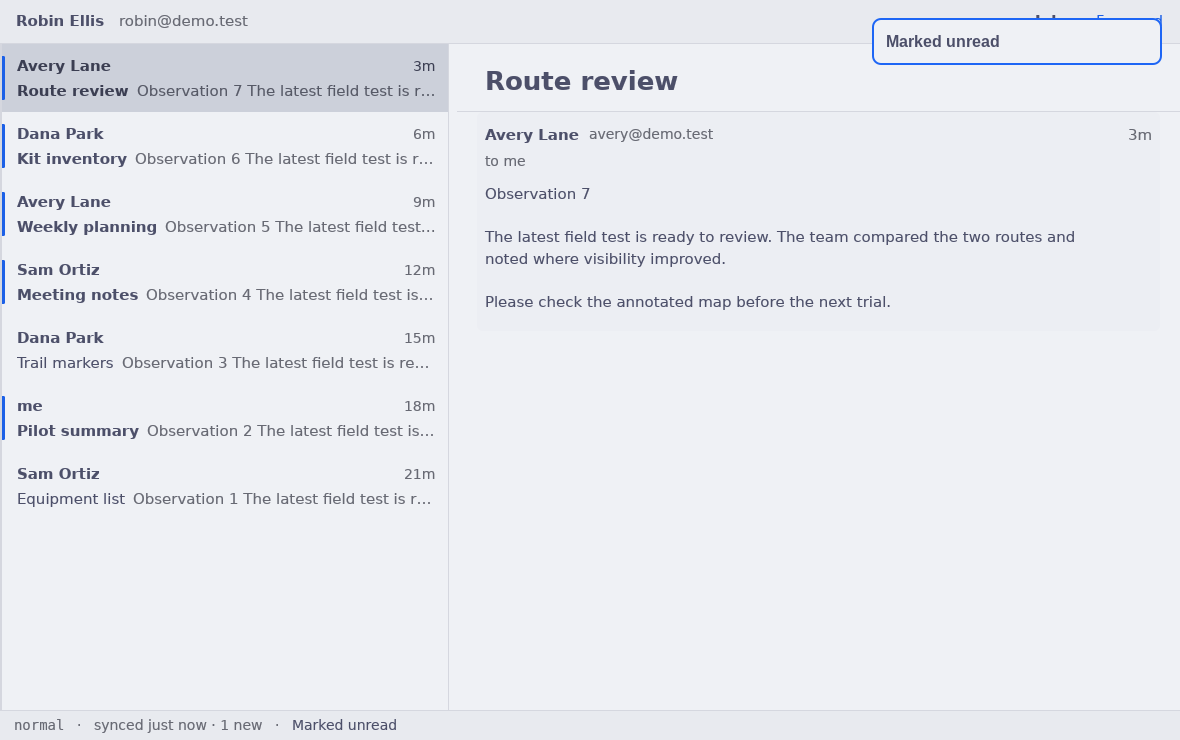 Robin Ellis robin@demo.test
Marked unread
Avery Lane 3m
Route review Observation 7 The latest field test is r…
Dana Park 6m
Kit inventory Observation 6 The latest field test is r…
Avery Lane 9m
Weekly planning Observation 5 The latest field test…
Sam Ortiz 12m
Meeting notes Observation 4 The latest field test is…
Dana Park 15m
Trail markers Observation 3 The latest field test is re…
me 18m
Pilot summary Observation 2 The latest field test is…
Sam Ortiz 21m
Equipment list Observation 1 The latest field test is r…
Route review
Avery Lane avery@demo.test 3m
to me
Observation 7
The latest field test is ready to review. The team compared the two routes and
noted where visibility improved.
Please check the annotated map before the next trial.
normal · synced just now · 1 new · Marked unread